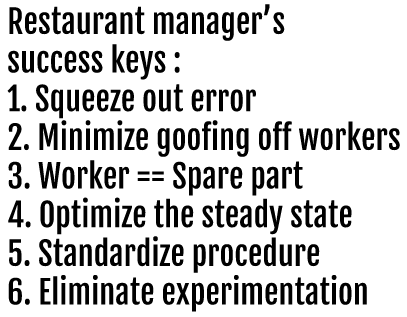 Restaurant manager’s
success keys :
1. Squeeze out error
2. Minimize goofing off workers
3. Worker == Spare part
4. Optimize the steady state
5. Standardize procedure
6. Eliminate experimentation